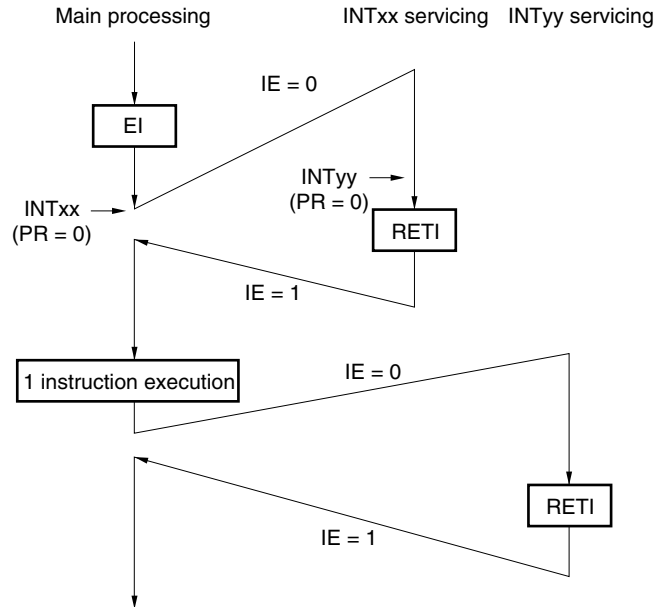 Main processing
INTxx servicing
INTyy servicing
IE = 0
EI
INTyy
(PR = 0)
INTxx
(PR = 0)
RETI
IE = 1
1 instruction execution
IE = 0
RETI
IE = 1